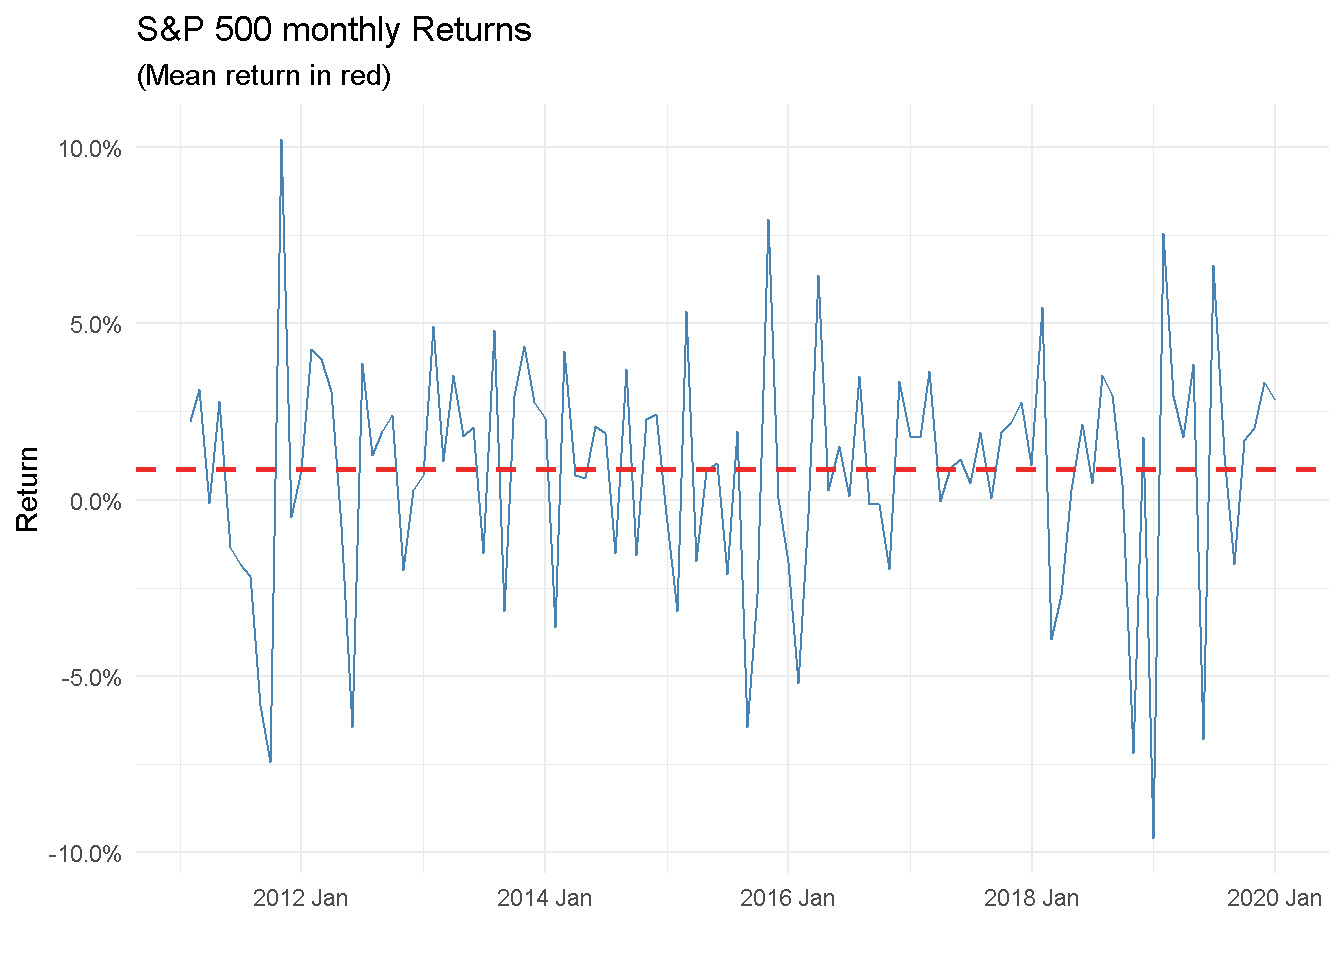 S&P 500 monthly Returns
(Mean return in red)
Return
10.0%
5.0%
0.0%
-5.0%
-10.0%
2012 Jan
2014 Jan
2016 Jan
2018 Jan
2020 Jan